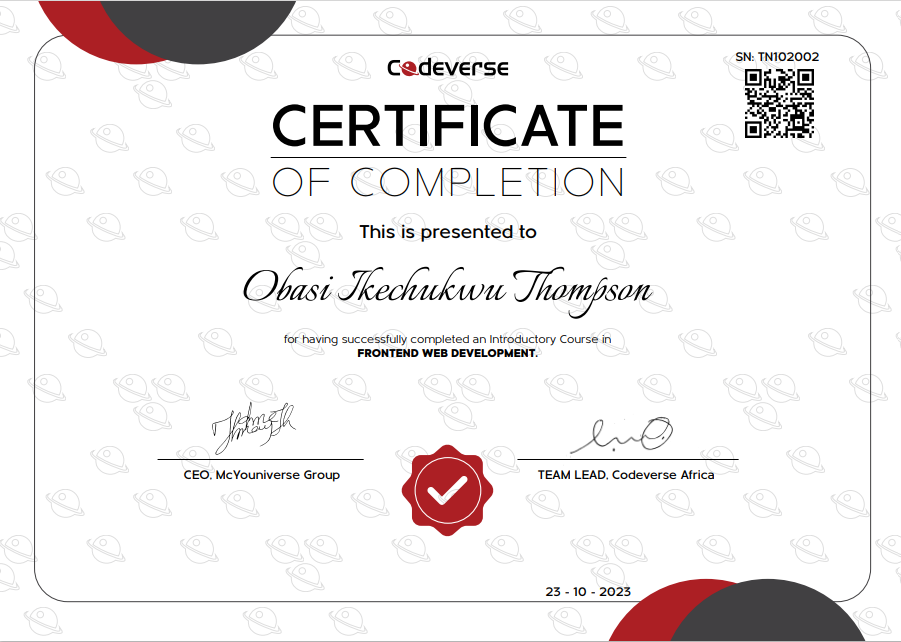 Codeverse
SN: TN102002
CERTIFICATE
OF COMPLETION
This is presented to
Obasi Ikechukwu Thompson
for having successfully completed an Introductory Course in
FRONTEND WEB DEVELOPMENT.
CEO, McYouniverse Group
TEAM LEAD, Codeverse Africa
23 - 10 - 2023